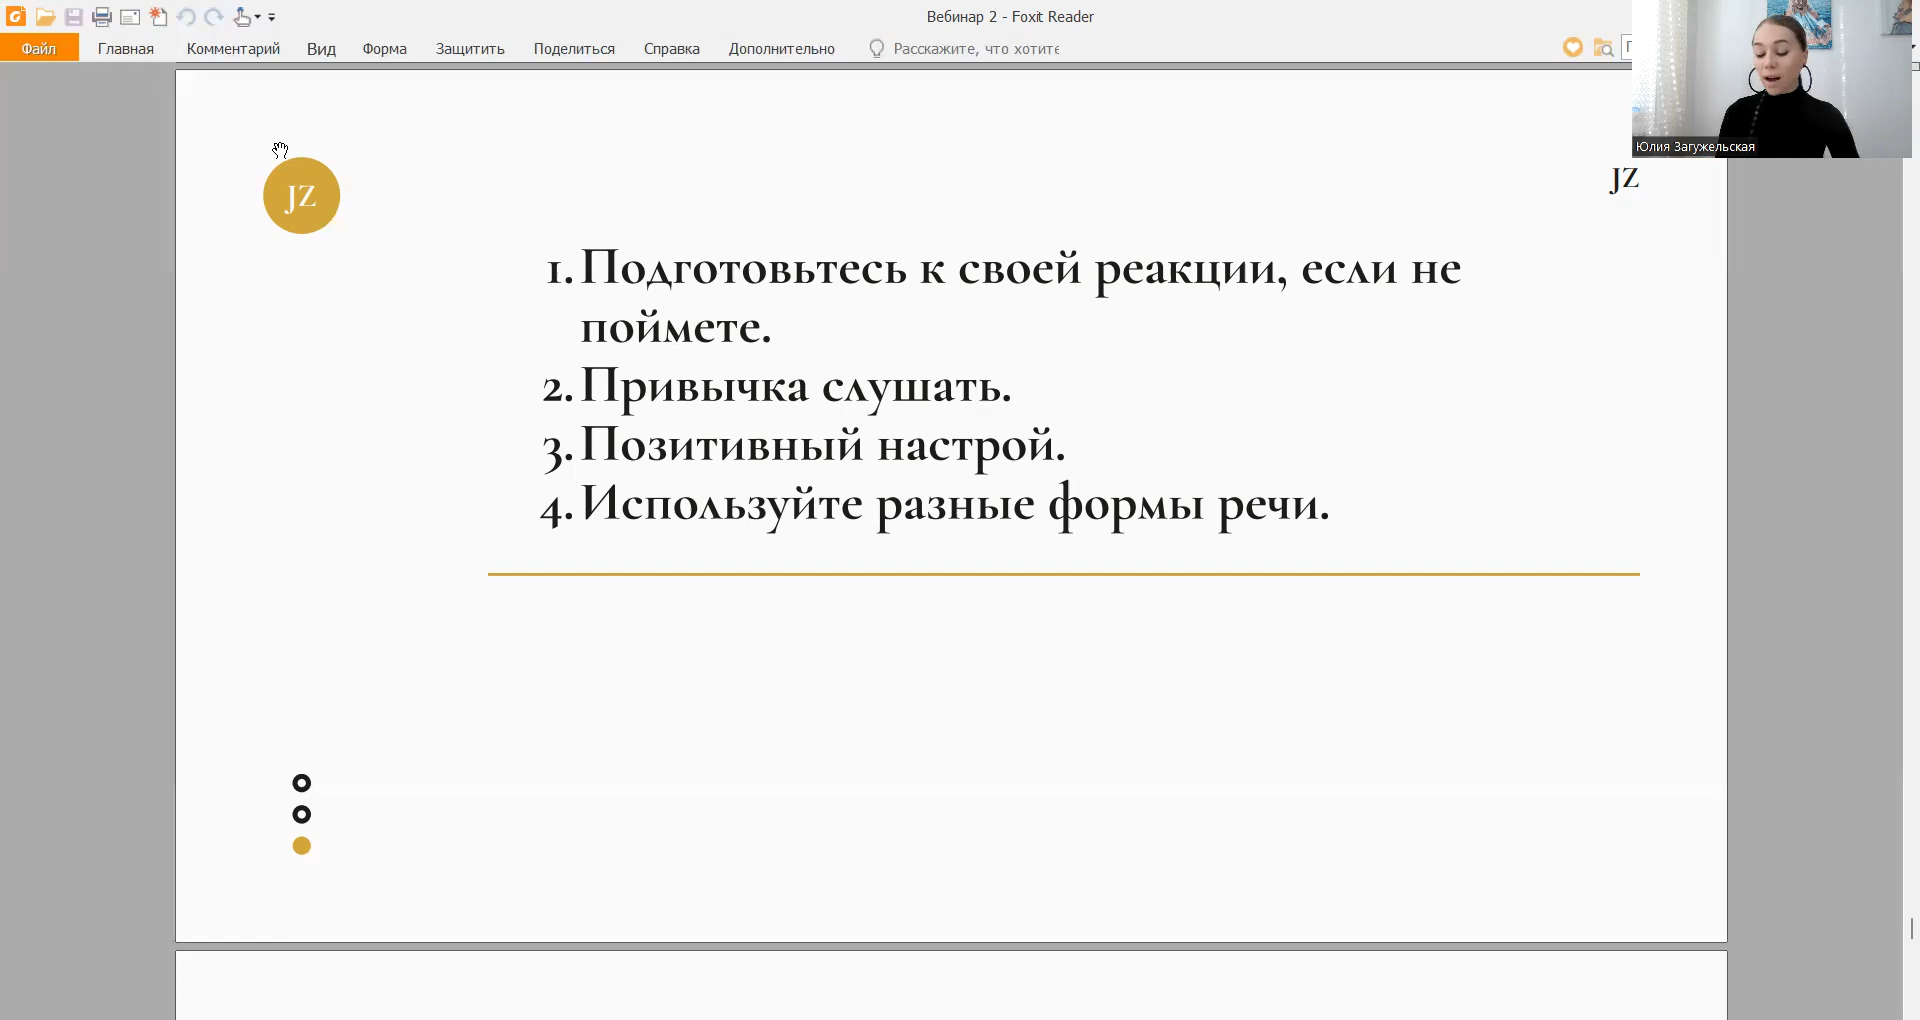 Вебинар 2 - Foxit Reader
Файл Главная Комментарий Вид Форма Защитить Поделиться Справка Дополнительно Расскажите, что хотите
Юлия Загужельская
JZ
JZ
1. Подготовьтесь к своей реакции, если не
поймете.
2. Привычка слушать.
3. Позитивный настрой.
4. Используйте разные формы речи.